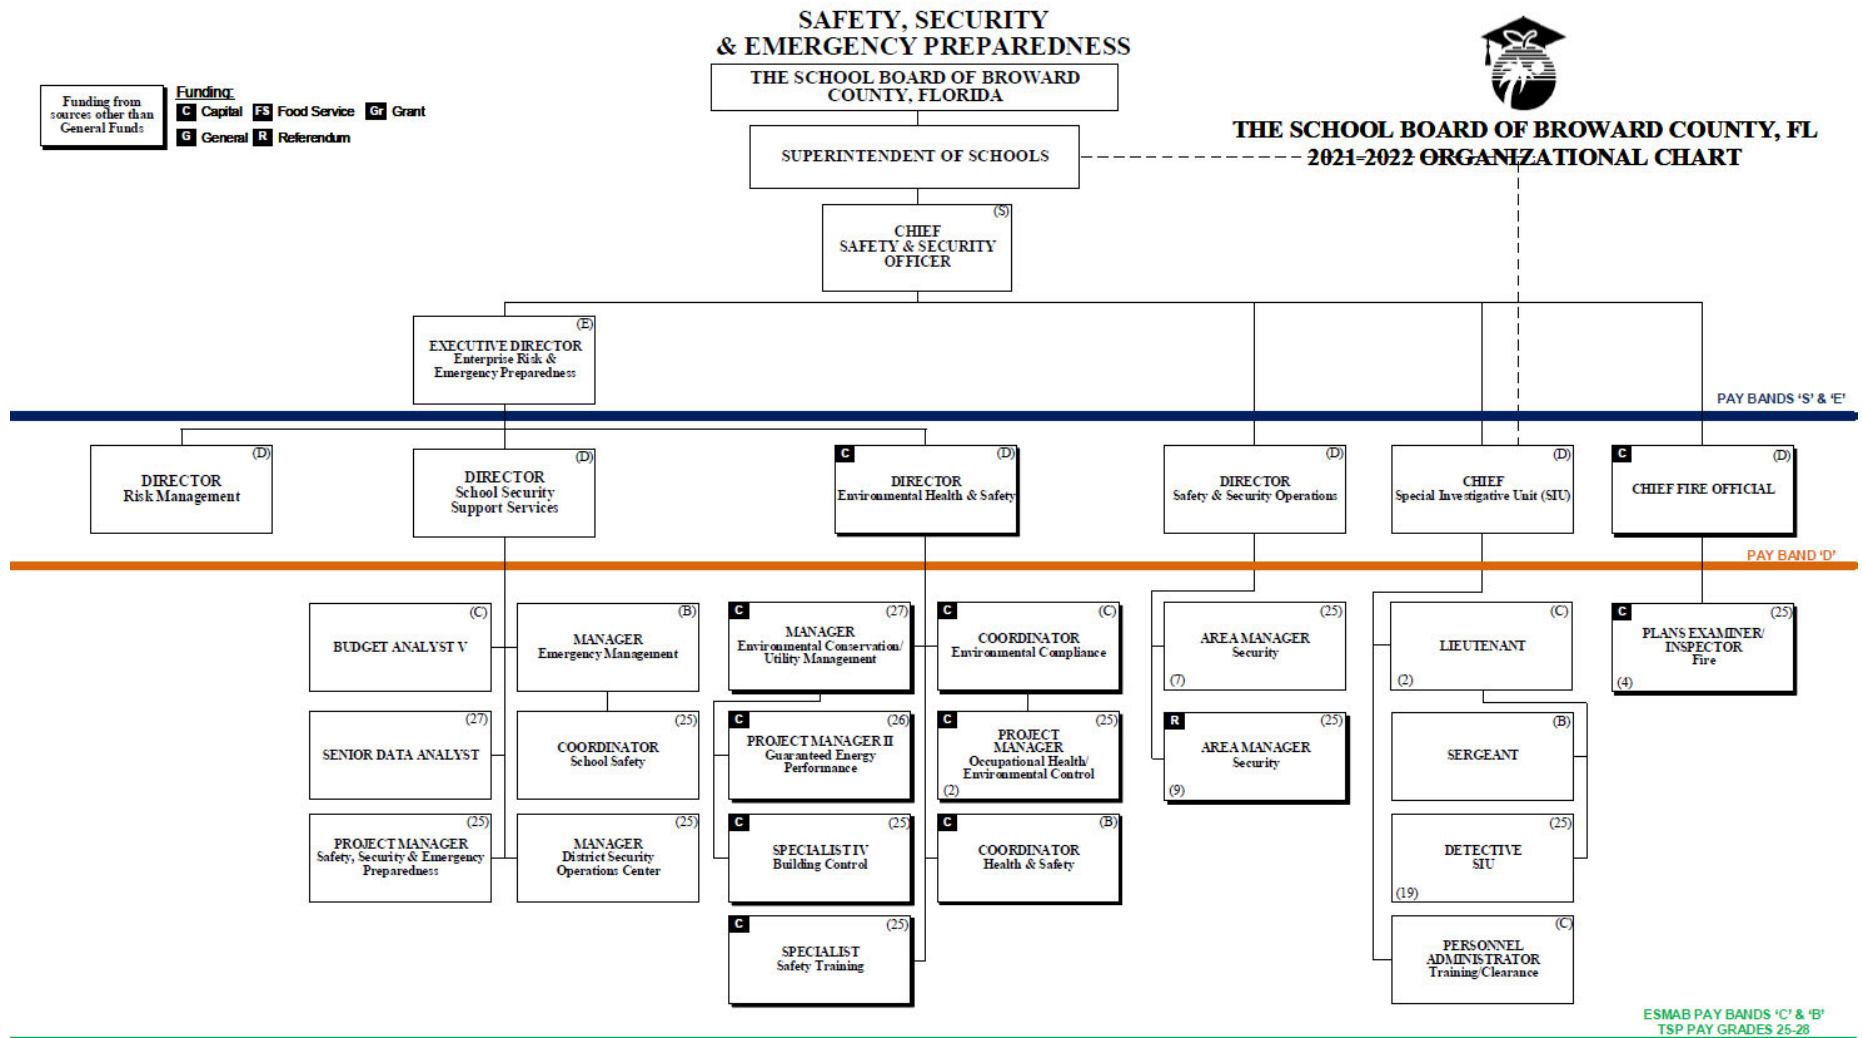 SAFETY, SECURITY
& EMERGENCY PREPAREDNESS
THE SCHOOL BOARD OF BROWARD
COUNTY, FLORIDA
Funding from
sources other than
General Funds
Funding:
C Capital FS Food Service Gr Grant
G General R Referendum
THE SCHOOL BOARD OF BROWARD COUNTY, FL
2021-2022 ORGANIZATIONAL CHART
SUPERINTENDENT OF SCHOOLS
(S)
CHIEF
SAFETY & SECURITY
OFFICER
(E)
EXECUTIVE DIRECTOR
Enterprise Risk &
Emergency Preparedness
PAY BANDS ‘S’ & ‘E’
(D)
DIRECTOR
Risk Management
(D)
DIRECTOR
School Security
Support Services
C (D)
DIRECTOR
Environmental Health & Safety
(D)
DIRECTOR
Safety & Security Operations
(D)
CHIEF
Special Investigative Unit (SIU)
C (D)
CHIEF FIRE OFFICIAL
PAY BAND ‘D’
(C)
BUDGET ANALYST V
(B)
MANAGER
Emergency Management
C (27)
MANAGER
Environmental Conservation/
Utility Management
C (C)
COORDINATOR
Environmental Compliance
(25)
AREA MANAGER
Security
(7)
(C)
LIEUTENANT
(2)
C (25)
PLANS EXAMINER/
INSPECTOR
Fire
(4)
(27)
SENIOR DATA ANALYST
(25)
COORDINATOR
School Safety
C (26)
PROJECT MANAGER II
Guaranteed Energy
Performance
C (25)
PROJECT
MANAGER
Occupational Health/
Environmental Control
(2)
R (25)
AREA MANAGER
Security
(9)
(B)
SERGEANT
(25)
PROJECT MANAGER
Safety, Security & Emergency
Preparedness
(25)
MANAGER
District Security
Operations Center
C (25)
SPECIALIST IV
Building Control
C (B)
COORDINATOR
Health & Safety
(25)
DETECTIVE
SIU
(19)
C (25)
SPECIALIST
Safety Training
(C)
PERSONNEL
ADMINISTRATOR
Training/Clearance
ESMAB PAY BANDS ‘C’ & ‘B’
TSP PAY GRADES 25-28